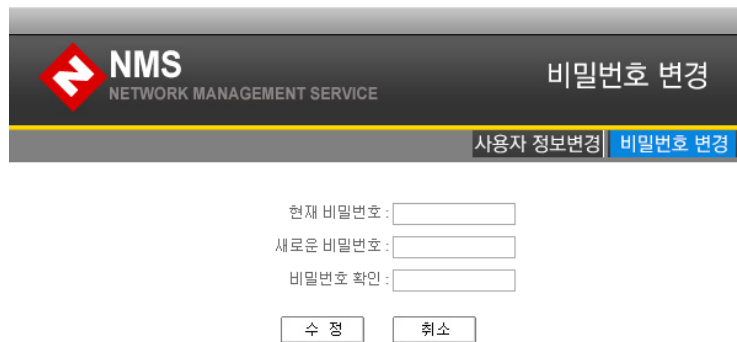 NMS
NETWORK MANAGEMENT SERVICE
비밀번호 변경
사용자 정보변경 비밀번호 변경
현재 비밀번호 :
새로운 비밀번호 :
비밀번호 확인 :
수 정 취소